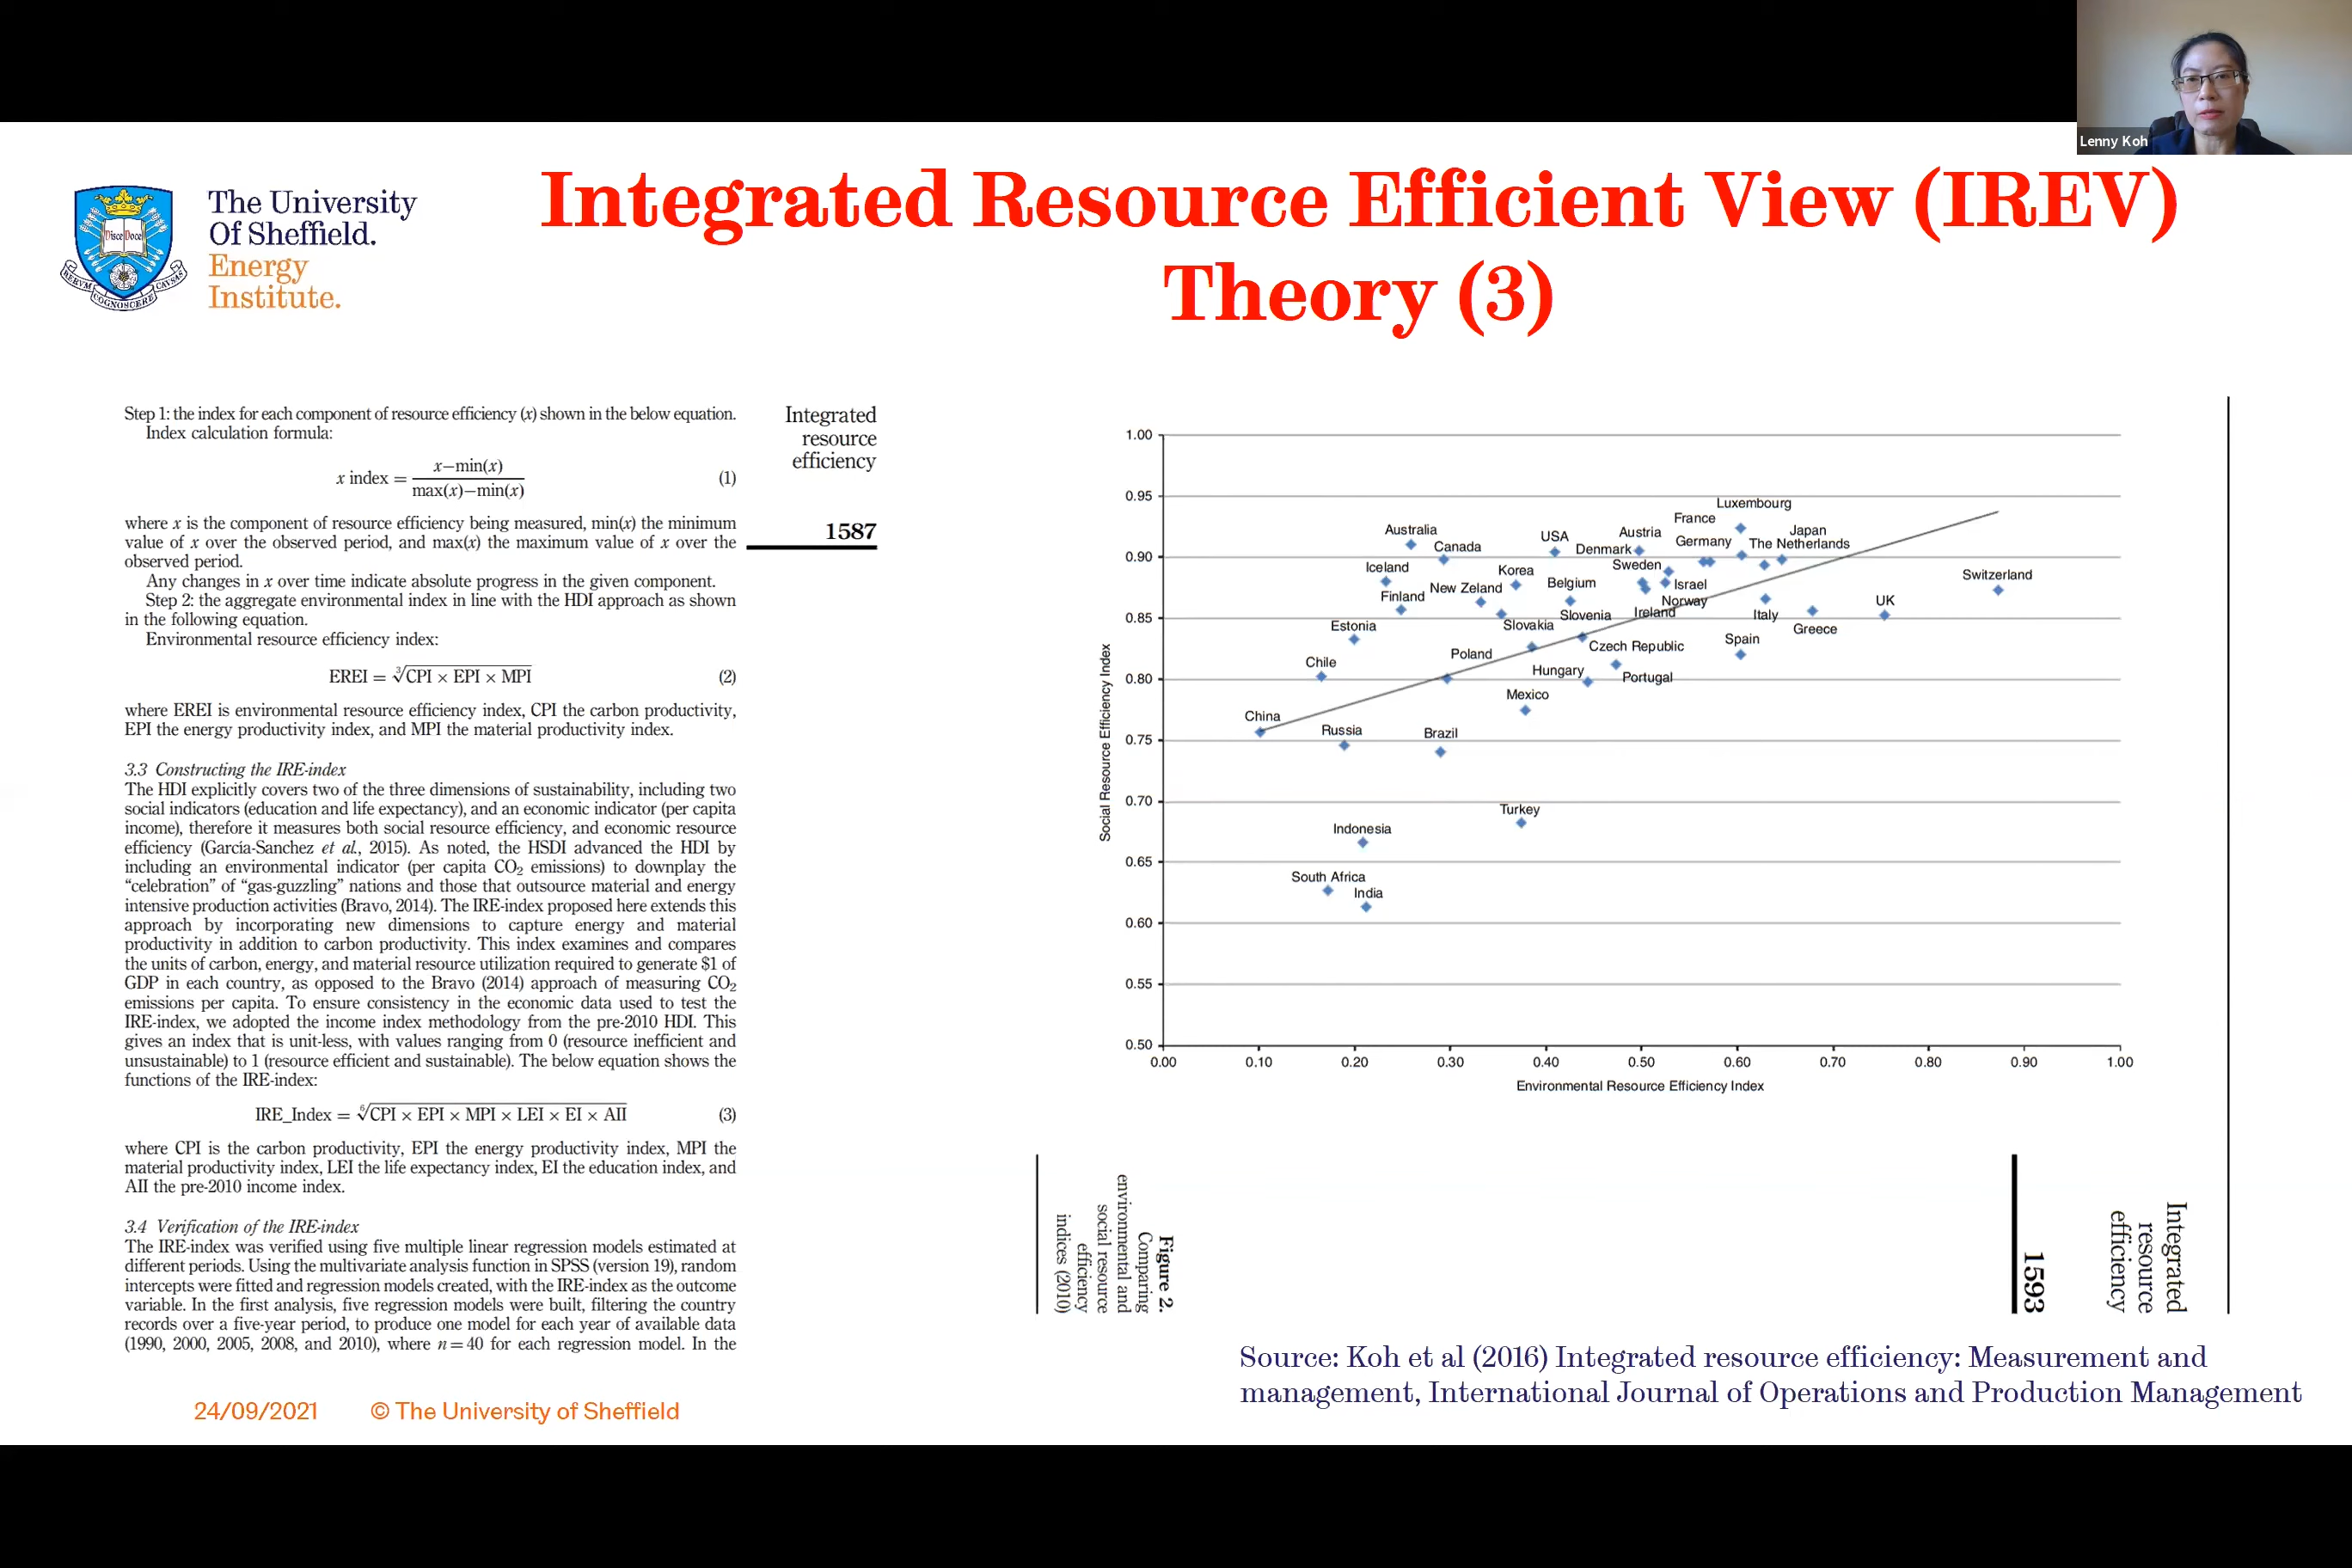 Lenny Koh
The University
Of Sheffield.
Energy
Institute.
Disce Doce
RERVM COGNOSCERE CAVSAS
Integrated Resource Efficient View (IREV)
Theory (3)
Step 1: the index for each component of resource efficiency (x) shown in the below equation.
Index calculation formula:
x index = x−min(x) / max(x)−min(x) (1)
where x is the component of resource efficiency being measured, min(x) the minimum
value of x over the observed period, and max(x) the maximum value of x over the
observed period.
Any changes in x over time indicate absolute progress in the given component.
Step 2: the aggregate environmental index in line with the HDI approach as shown
in the following equation.
Environmental resource efficiency index:
EREI = ∛CPI × EPI × MPI (2)
where EREI is environmental resource efficiency index, CPI the carbon productivity,
EPI the energy productivity index, and MPI the material productivity index.
3.3 Constructing the IRE-index
The HDI explicitly covers two of the three dimensions of sustainability, including two
social indicators (education and life expectancy), and an economic indicator (per capita
income), therefore it measures both social resource efficiency, and economic resource
efficiency (Garcia-Sanchez et al., 2015). As noted, the HSDI advanced the HDI by
including an environmental indicator (per capita CO₂ emissions) to downplay the
“celebration” of “gas-guzzling” nations and those that outsource material and energy
intensive production activities (Bravo, 2014). The IRE-index proposed here extends this
approach by incorporating new dimensions to capture energy and material
productivity in addition to carbon productivity. This index examines and compares
the units of carbon, energy, and material resource utilization required to generate $1 of
GDP in each country, as opposed to the Bravo (2014) approach of measuring CO₂
emissions per capita. To ensure consistency in the economic data used to test the
IRE-index, we adopted the income index methodology from the pre-2010 HDI. This
gives an index that is unit-less, with values ranging from 0 (resource inefficient and
unsustainable) to 1 (resource efficient and sustainable). The below equation shows the
functions of the IRE-index:
IRE_Index = ⁶√CPI × EPI × MPI × LEI × EI × AII (3)
where CPI is the carbon productivity, EPI the energy productivity index, MPI the
material productivity index, LEI the life expectancy index, EI the education index, and
AII the pre-2010 income index.
3.4 Verification of the IRE-index
The IRE-index was verified using five multiple linear regression models estimated at
different periods. Using the multivariate analysis function in SPSS (version 19), random
intercepts were fitted and regression models created, with the IRE-index as the outcome
variable. In the first analysis, five regression models were built, filtering the country
records over a five-year period, to produce one model for each year of available data
(1990, 2000, 2005, 2008, and 2010), where n = 40 for each regression model. In the
Integrated
resource
efficiency
1587
Social Resource Efficiency Index
1.00
0.95
0.90
0.85
0.80
0.75
0.70
0.65
0.60
0.55
0.50
Luxembourg
France
Australia
USA
Austria
Japan
Canada
Denmark
Germany
The Netherlands
Iceland
Korea
Sweden
Switzerland
Finland
New Zeland
Belgium
Israel
Norway
UK
Estonia
Slovakia
Slovenia
Ireland
Italy
Greece
Chile
Poland
Czech Republic
Spain
Hungary
Portugal
Mexico
China
Russia
Brazil
Turkey
Indonesia
South Africa
India
0.00 0.10 0.20 0.30 0.40 0.50 0.60 0.70 0.80 0.90 1.00
Environmental Resource Efficiency Index
Figure 2.
Comparing
environmental and
social resource
efficiency
indices (2010)
Integrated
resource
efficiency
1593
Source: Koh et al (2016) Integrated resource efficiency: Measurement and
management, International Journal of Operations and Production Management
24/09/2021 © The University of Sheffield